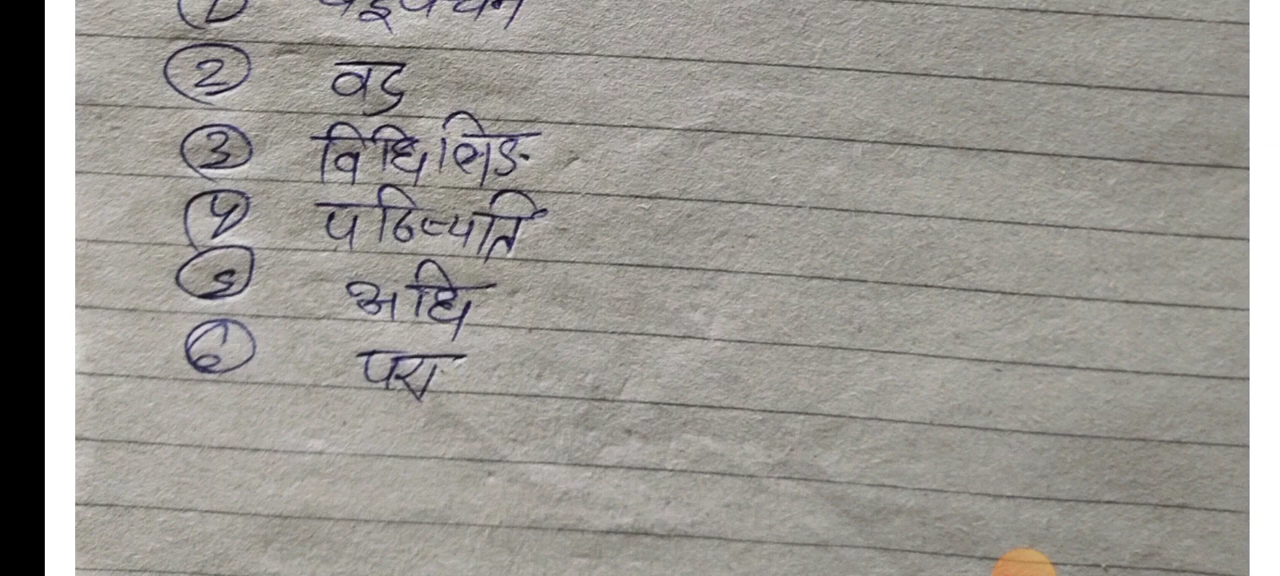 ② वद्
③ विधिलिङ्
④ पठिष्यति
⑤ अधि
⑥ परा